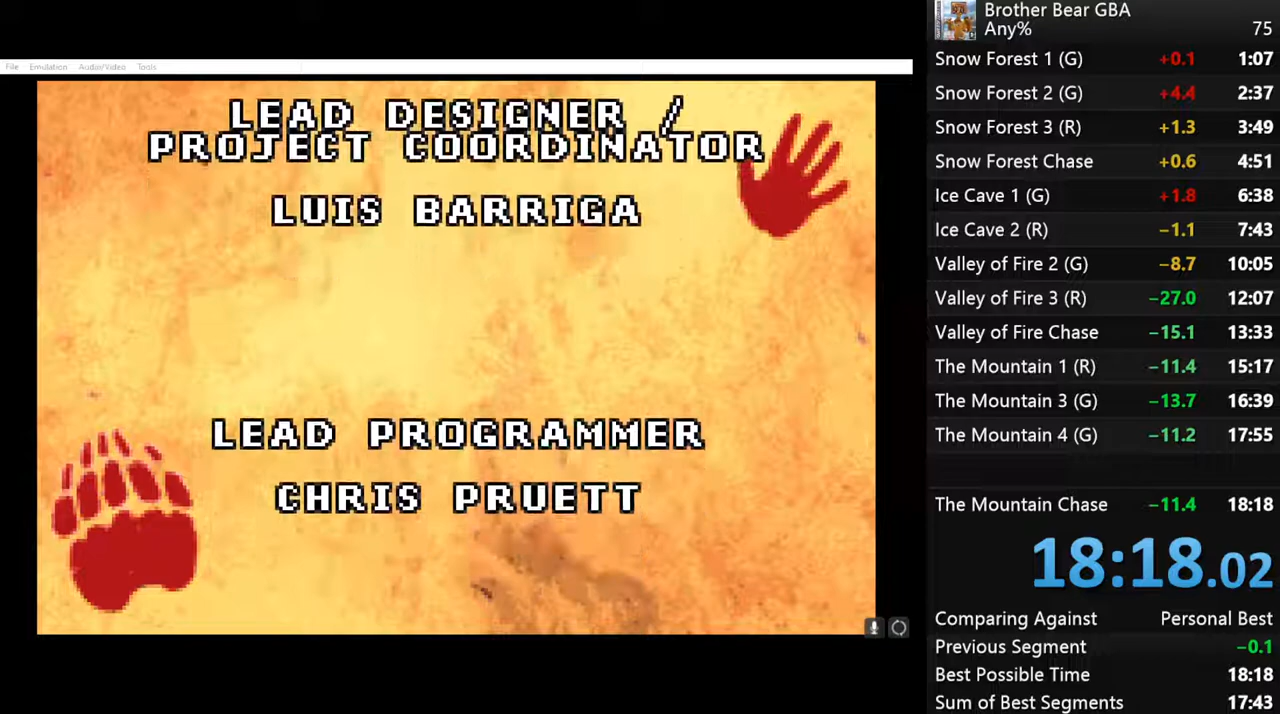 File Emulation Audio/Video Tools
LEAD DESIGNER /
PROJECT COORDINATOR
LUIS BARRIGA
LEAD PROGRAMMER
CHRIS PRUETT
Brother Bear GBA
Any% 75
Snow Forest 1 (G) +0.1 1:07
Snow Forest 2 (G) +4.4 2:37
Snow Forest 3 (R) +1.3 3:49
Snow Forest Chase +0.6 4:51
Ice Cave 1 (G) +1.8 6:38
Ice Cave 2 (R) −1.1 7:43
Valley of Fire 2 (G) −8.7 10:05
Valley of Fire 3 (R) −27.0 12:07
Valley of Fire Chase −15.1 13:33
The Mountain 1 (R) −11.4 15:17
The Mountain 3 (G) −13.7 16:39
The Mountain 4 (G) −11.2 17:55
The Mountain Chase −11.4 18:18
18:18.02
Comparing Against Personal Best
Previous Segment −0.1
Best Possible Time 18:18
Sum of Best Segments 17:43